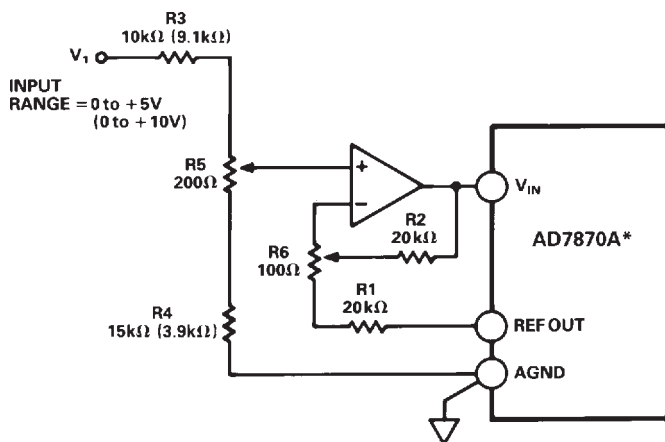 R3
10kΩ (9.1kΩ)
V₁
INPUT
RANGE = 0 to +5V
(0 to +10V)
R5
200Ω
+
−
R2
20kΩ
R6
100Ω
R1
20kΩ
R4
15kΩ (3.9kΩ)
V_IN
AD7870A*
REF OUT
AGND